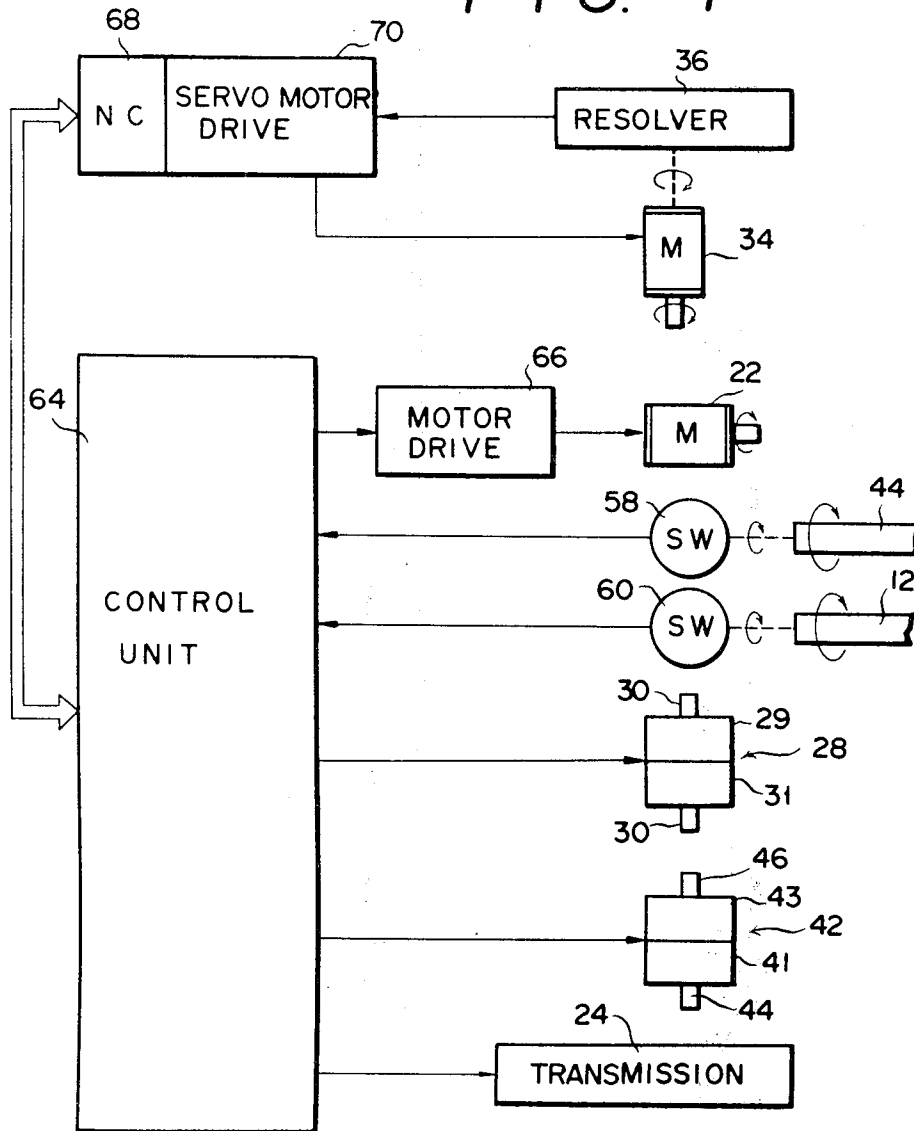 68
70
36
N C
SERVO MOTOR
DRIVE
RESOLVER
M
34
64
66
22
MOTOR
DRIVE
M
58
SW
44
60
SW
12
CONTROL
UNIT
30
29
28
31
30
46
43
42
41
44
24
TRANSMISSION